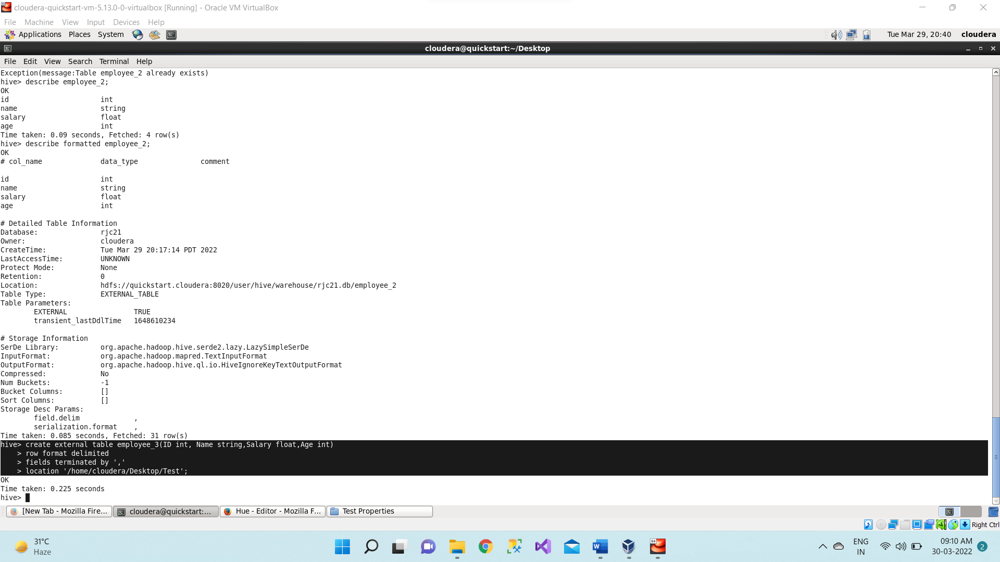 cloudera-quickstart-vm-5.13.0-0-virtualbox [Running] - Oracle VM VirtualBox
File Machine View Input Devices Help
Applications Places System Tue Mar 29, 20:40 cloudera
cloudera@quickstart:~/Desktop
File Edit View Search Terminal Help
Exception(message:Table employee_2 already exists)
hive> describe employee_2;
OK
id int
name string
salary float
age int
Time taken: 0.09 seconds, Fetched: 4 row(s)
hive> describe formatted employee_2;
OK
# col_name data_type comment
id int
name string
salary float
age int
# Detailed Table Information
Database: rjc21
Owner: cloudera
CreateTime: Tue Mar 29 20:17:14 PDT 2022
LastAccessTime: UNKNOWN
Protect Mode: None
Retention: 0
Location: hdfs://quickstart.cloudera:8020/user/hive/warehouse/rjc21.db/employee_2
Table Type: EXTERNAL_TABLE
Table Parameters:
EXTERNAL TRUE
transient_lastDdlTime 1648610234
# Storage Information
SerDe Library: org.apache.hadoop.hive.serde2.lazy.LazySimpleSerDe
InputFormat: org.apache.hadoop.mapred.TextInputFormat
OutputFormat: org.apache.hadoop.hive.ql.io.HiveIgnoreKeyTextOutputFormat
Compressed: No
Num Buckets: -1
Bucket Columns: []
Sort Columns: []
Storage Desc Params:
field.delim ,
serialization.format ,
Time taken: 0.085 seconds, Fetched: 31 row(s)
hive> create external table employee_3(ID int, Name string,Salary float,Age int)
> row format delimited
> fields terminated by ','
> location '/home/cloudera/Desktop/Test';
OK
Time taken: 0.225 seconds
hive>
[New Tab - Mozilla Fire... cloudera@quickstart:... Hue - Editor - Mozilla F... Test Properties
Right Ctrl
31°C
Haze
ENG
IN
09:10 AM
30-03-2022
2